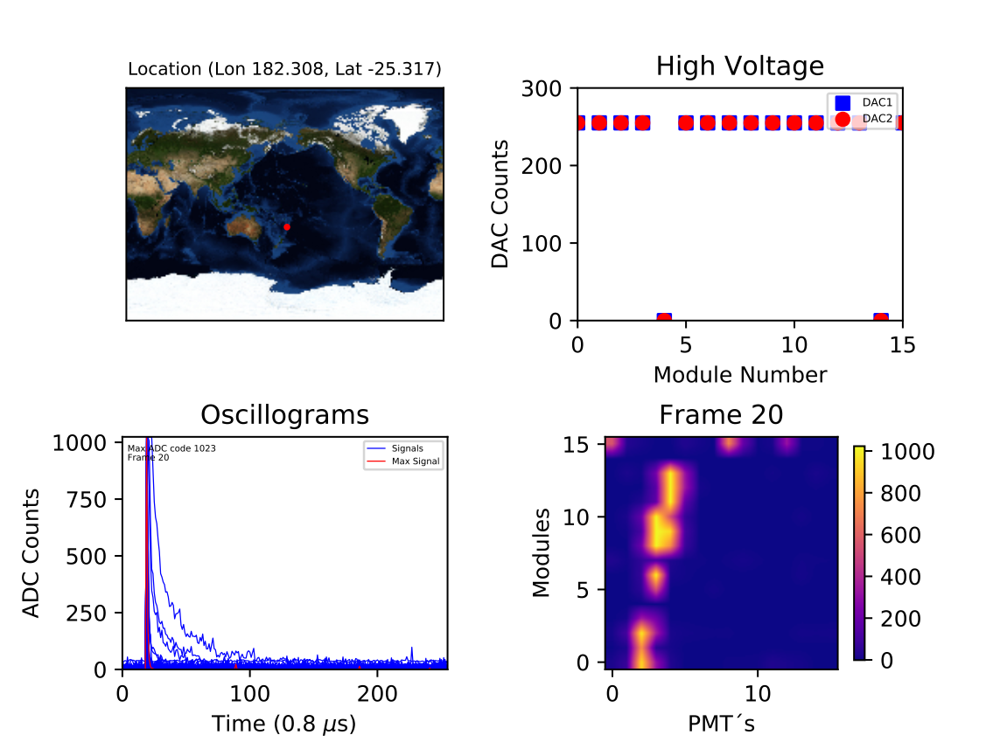 Location (Lon 182.308, Lat -25.317)
High Voltage
300
200
100
0
DAC Counts
DAC1
DAC2
0 5 10 15
Module Number
Oscillograms
1000
750
500
250
0
ADC Counts
Max ADC code 1023
Frame 20
Signals
Max Signal
0 100 200
Time (0.8 μs)
Frame 20
15
10
5
0
Modules
0 10
PMT´s
1000
800
600
400
200
0